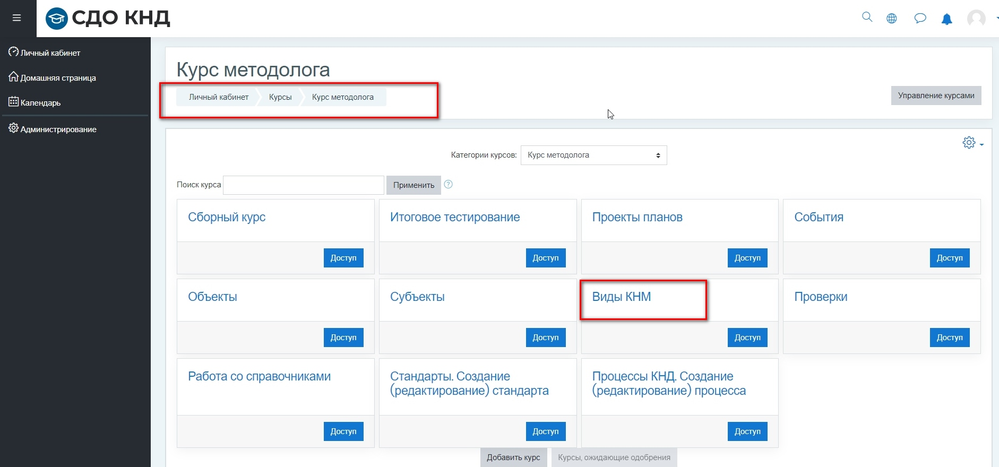 СДО КНД
Личный кабинет
Домашняя страница
Календарь
Администрирование
Курс методолога
Личный кабинет
Курсы
Курс методолога
Управление курсами
Категории курсов:
Курс методолога
Поиск курса
Применить
?
Сборный курс
Итоговое тестирование
Проекты планов
События
Доступ
Доступ
Доступ
Доступ
Объекты
Субъекты
Виды КНМ
Проверки
Доступ
Доступ
Доступ
Доступ
Работа со справочниками
Стандарты. Создание
(редактирование) стандарта
Процессы КНД. Создание
(редактирование) процесса
Доступ
Доступ
Доступ
Добавить курс
Курсы, ожидающие одобрения